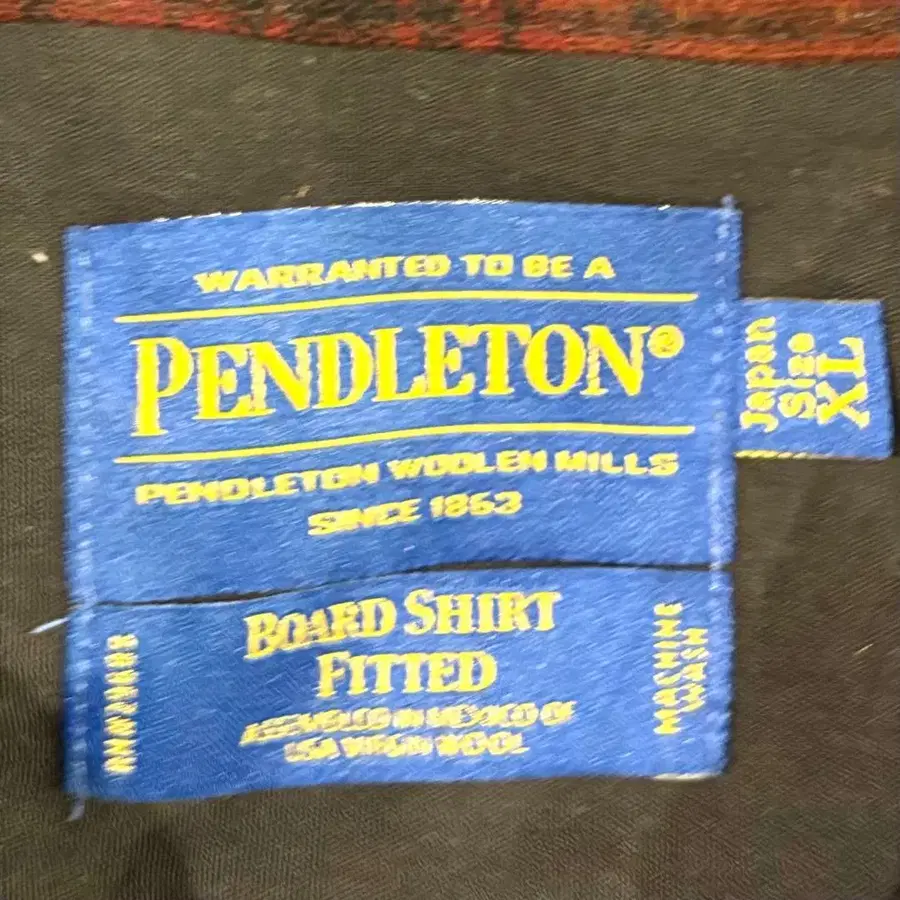 WARRANTED TO BE A
PENDLETON®
PENDLETON WOOLEN MILLS
SINCE 1863
BOARD SHIRT
FITTED
ASSEMBLED IN MEXICO OF
USA VIRGIN WOOL
MACHINE
WASH
Japan
Size
XL